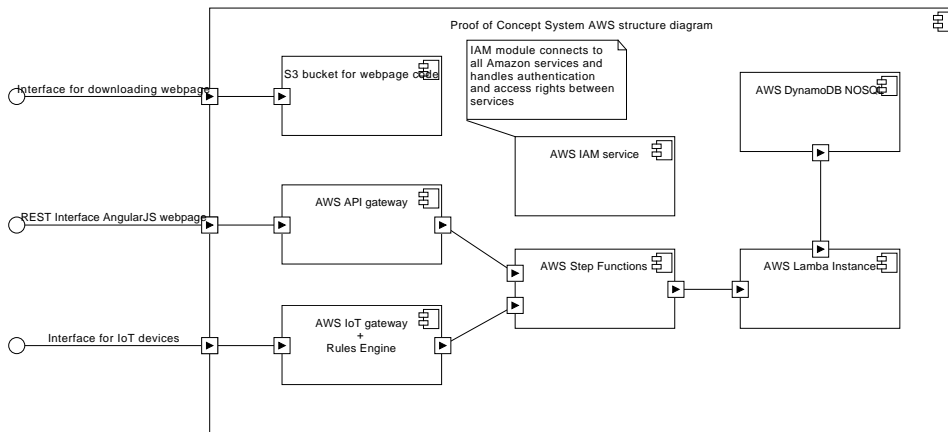 Proof of Concept System AWS structure diagram
IAM module connects to
all Amazon services and
handles authentication
and access rights between
services
S3 bucket for webpage code
Interface for downloading webpage
AWS DynamoDB NOSQL
AWS IAM service
AWS API gateway
REST Interface AngularJS webpage
AWS Step Functions
AWS Lamba Instance
AWS IoT gateway
+
Rules Engine
Interface for IoT devices